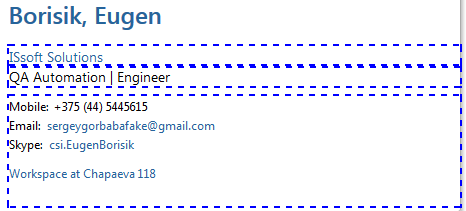 Borisik, Eugen
ISsoft Solutions
QA Automation | Engineer
Mobile: +375 (44) 5445615
Email: sergeygorbabafake@gmail.com
Skype: csi.EugenBorisik
Workspace at Chapaeva 118